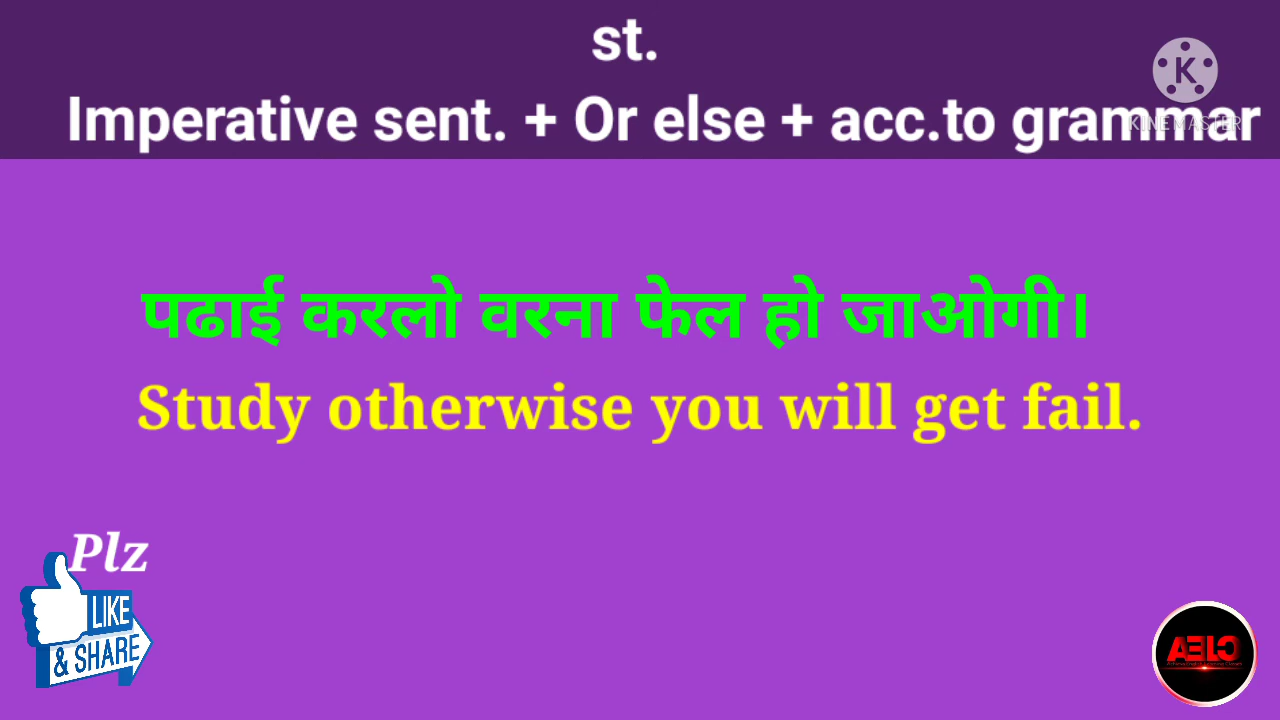 st.
Imperative sent. + Or else + acc.to grammar
KINEMASTER
पढाई करलो वरना फेल हो जाओगी।
Study otherwise you will get fail.
Plz
LIKE
& SHARE
AELC